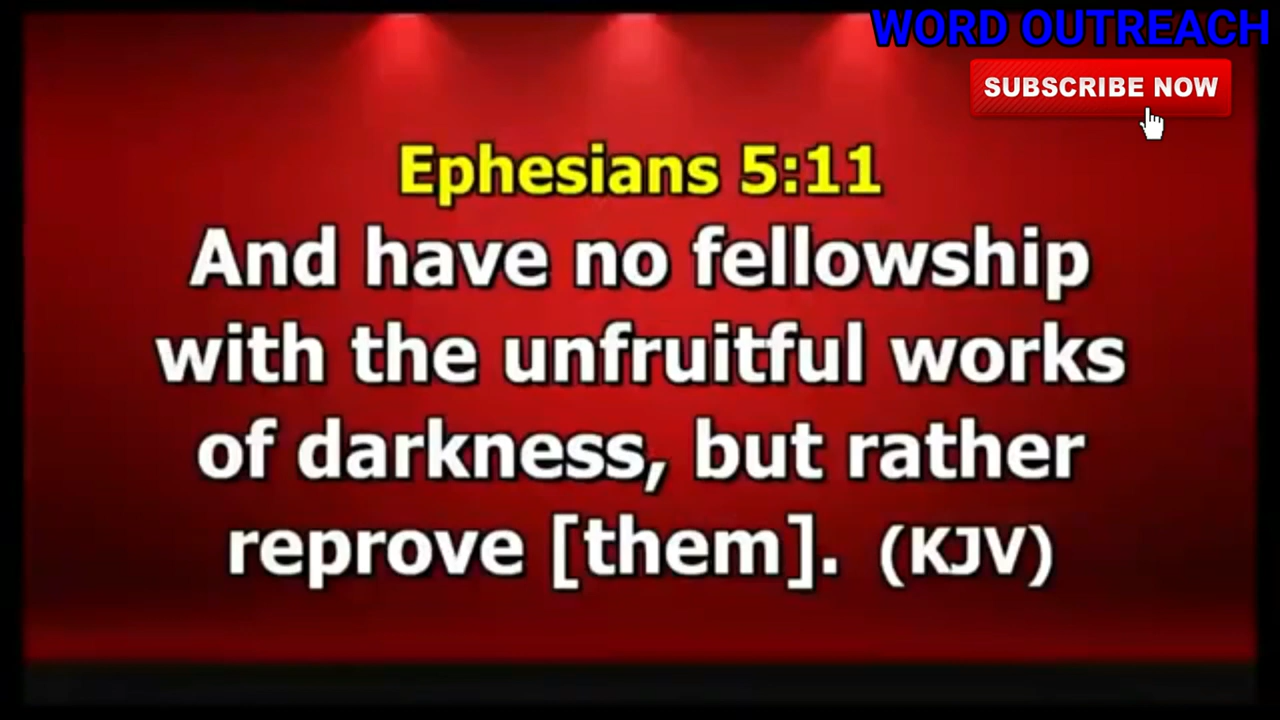 WORD OUTREACH
SUBSCRIBE NOW
Ephesians 5:11
And have no fellowship
with the unfruitful works
of darkness, but rather
reprove [them]. (KJV)